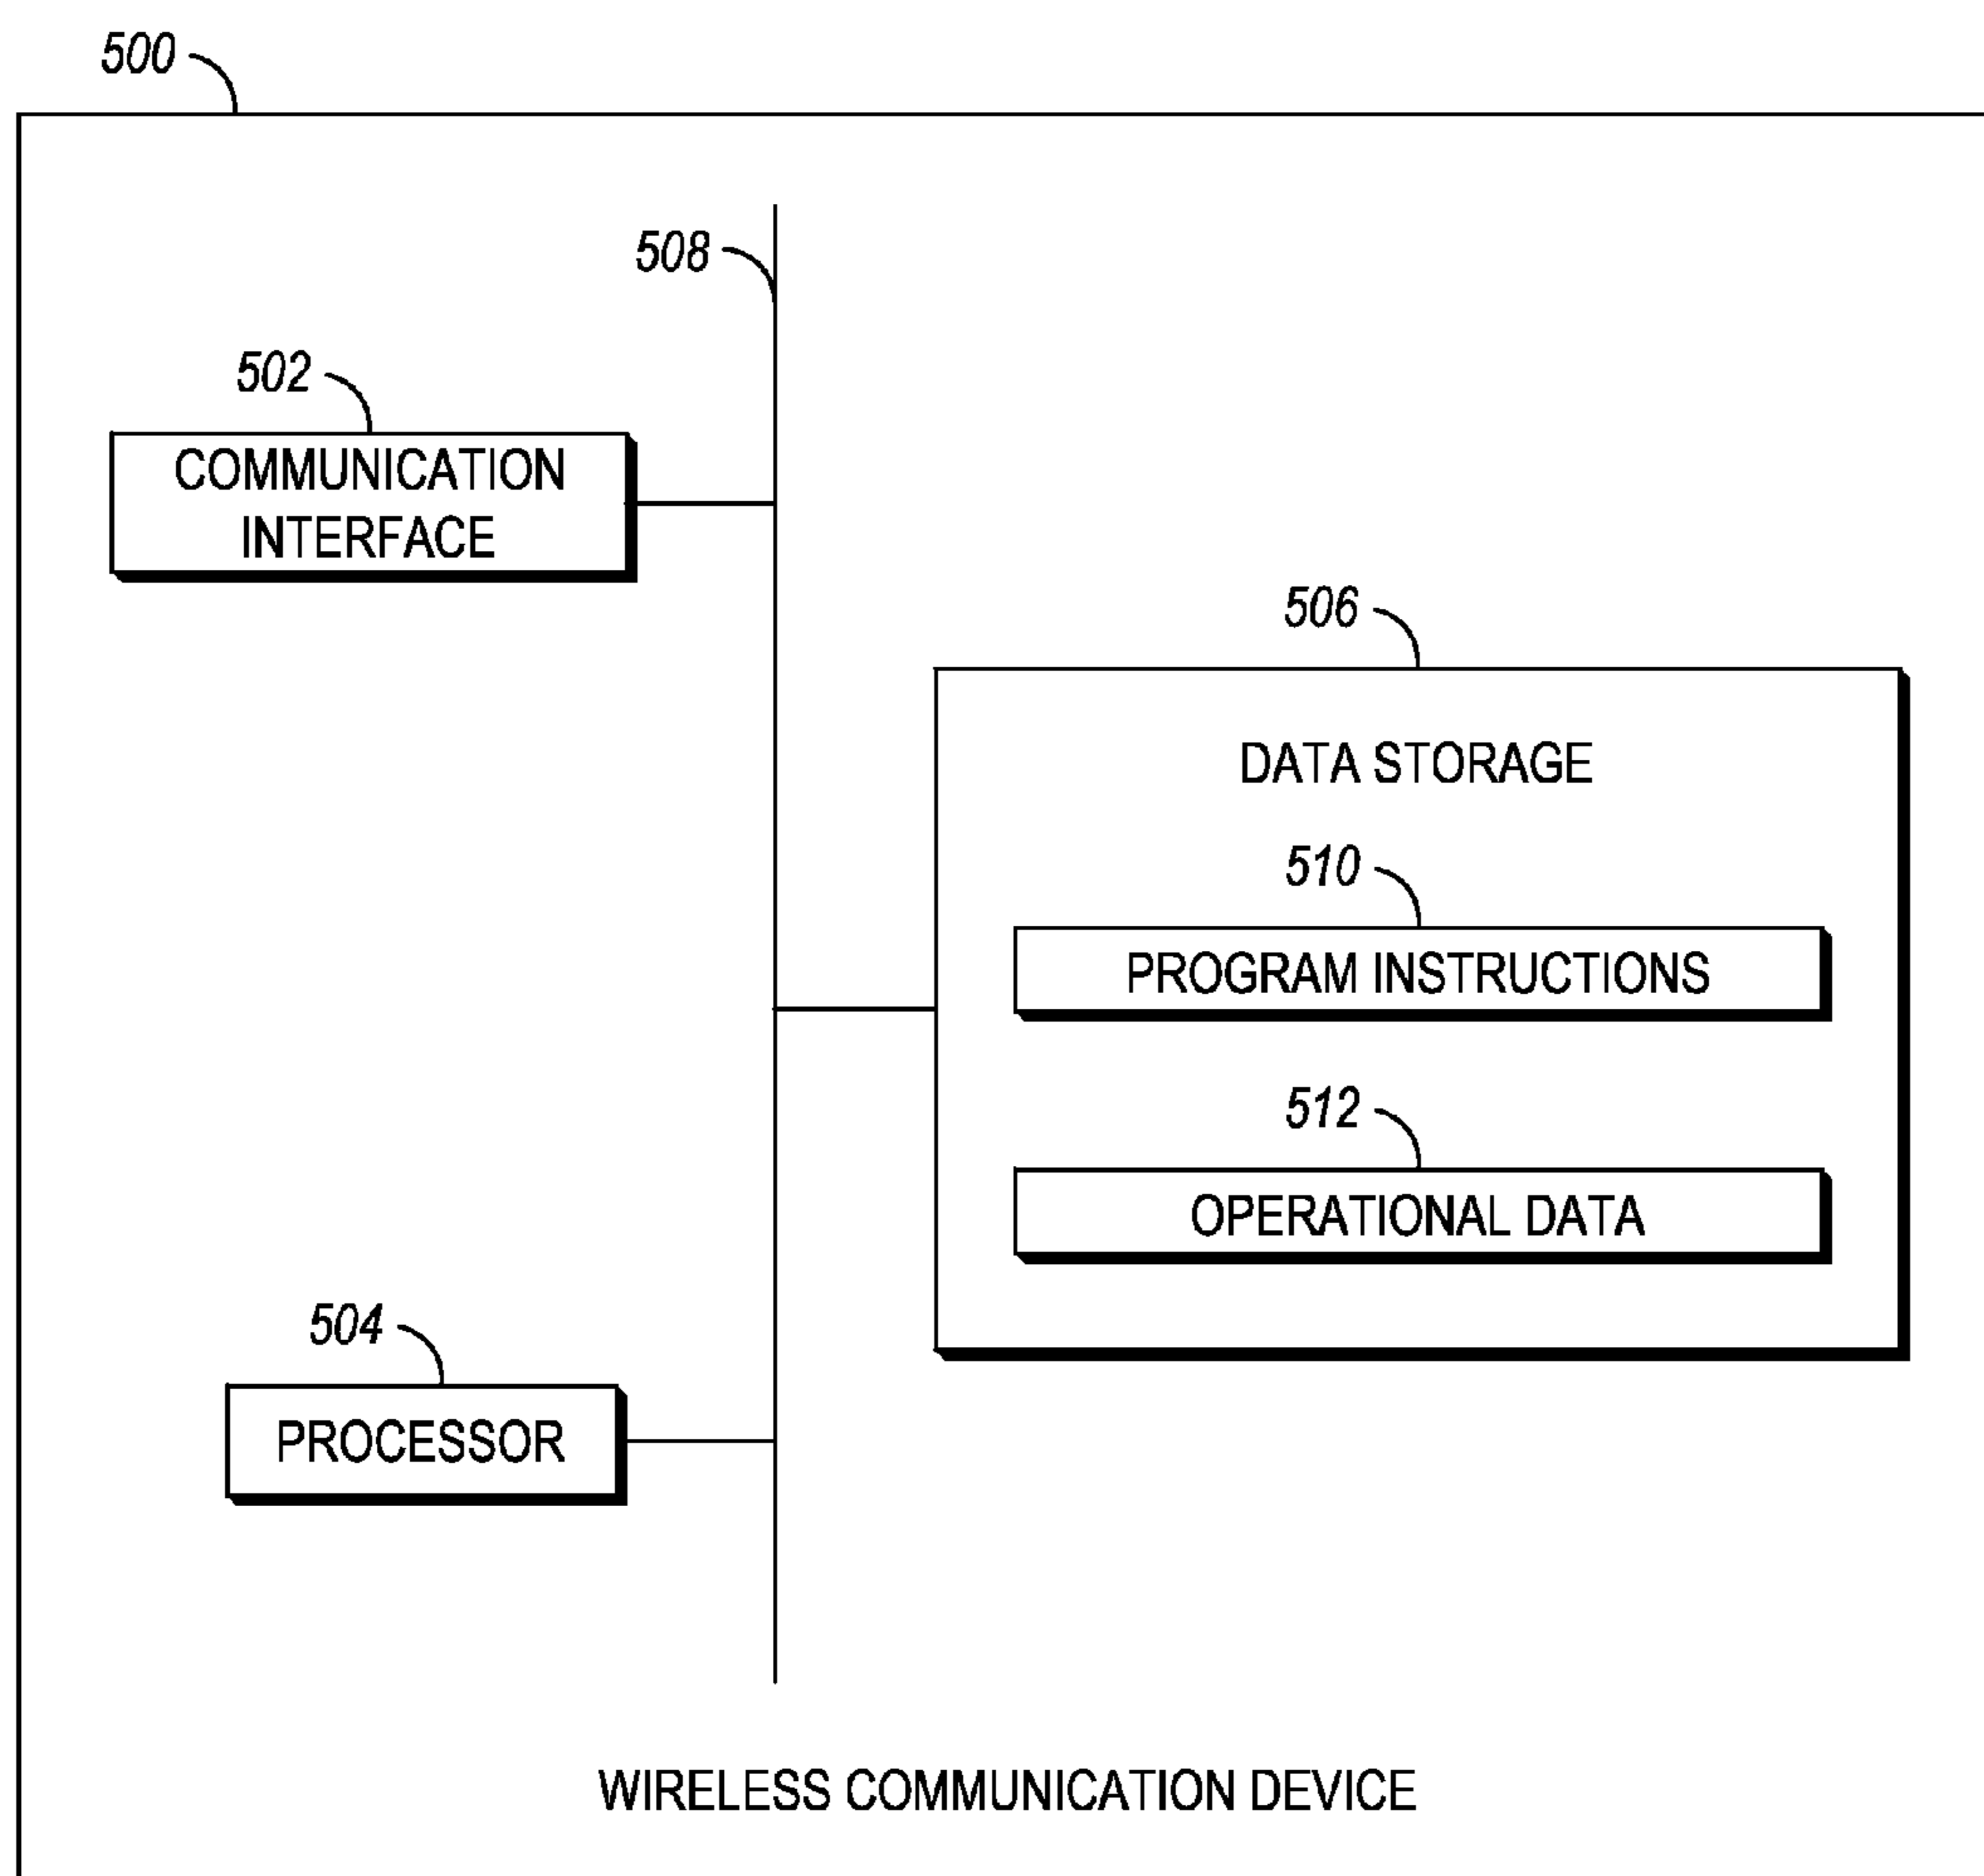 500
508
502
COMMUNICATION
INTERFACE
506
DATA STORAGE
510
PROGRAM INSTRUCTIONS
512
OPERATIONAL DATA
504
PROCESSOR
WIRELESS COMMUNICATION DEVICE